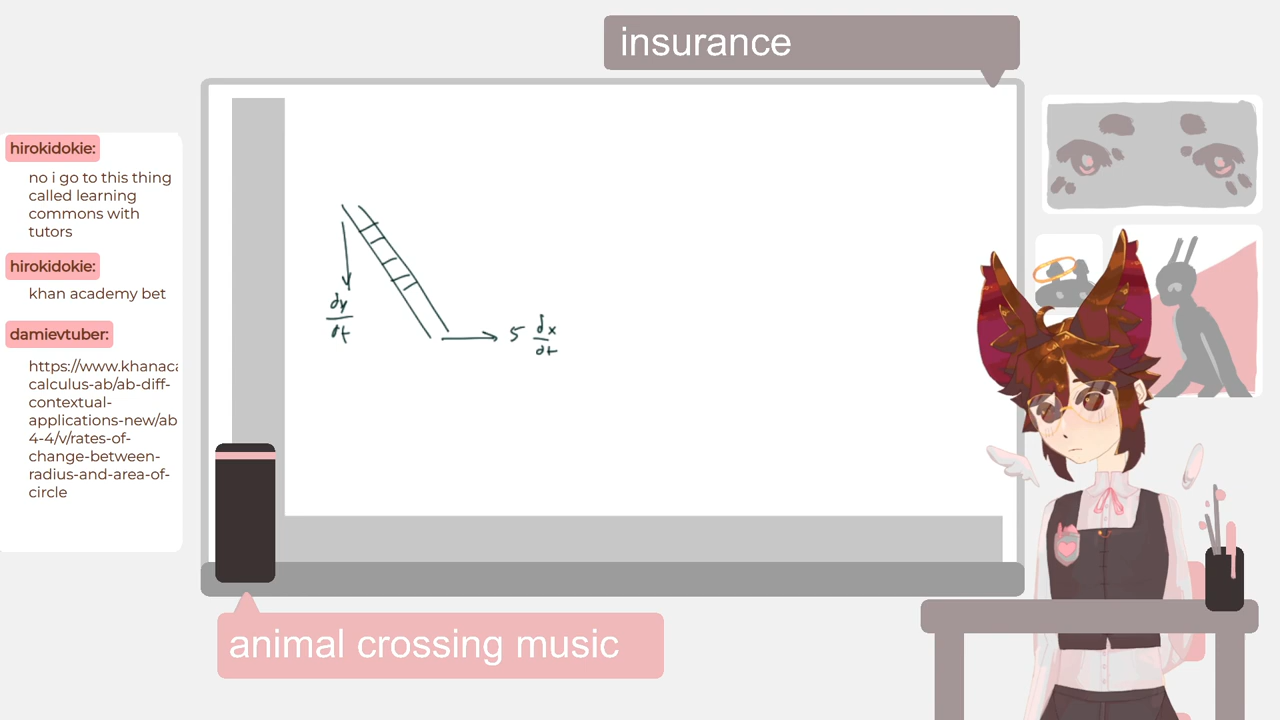 insurance
hirokidokie:
no i go to this thing
called learning
commons with
tutors
hirokidokie:
khan academy bet
damievtuber:
https://www.khanaca
calculus-ab/ab-diff-
contextual-
applications-new/ab
4-4/v/rates-of-
change-between-
radius-and-area-of-
circle
dy
dt
5 dx
dt
animal crossing music